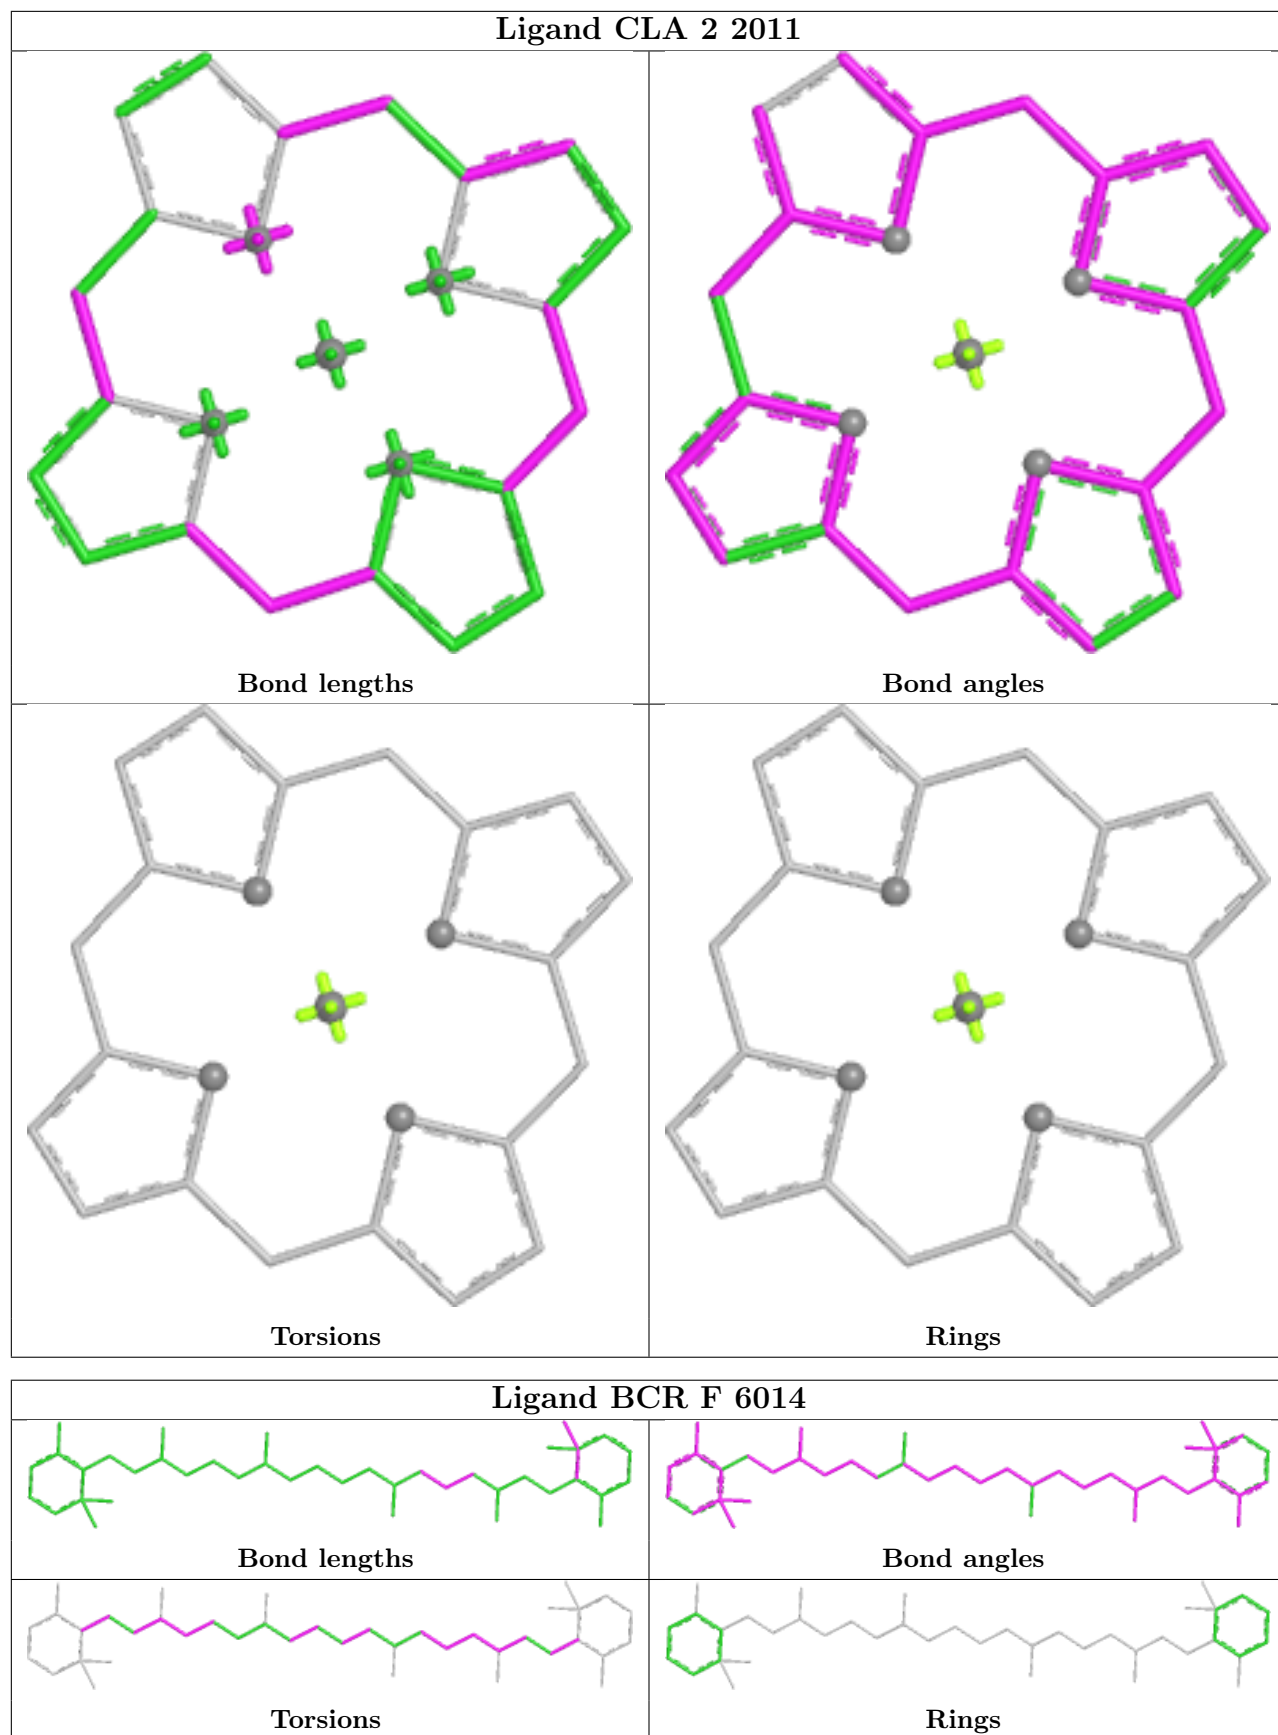 Ligand CLA 2 2011
Bond lengths
Bond angles
Torsions
Rings
Ligand BCR F 6014
Bond lengths
Bond angles
Torsions
Rings